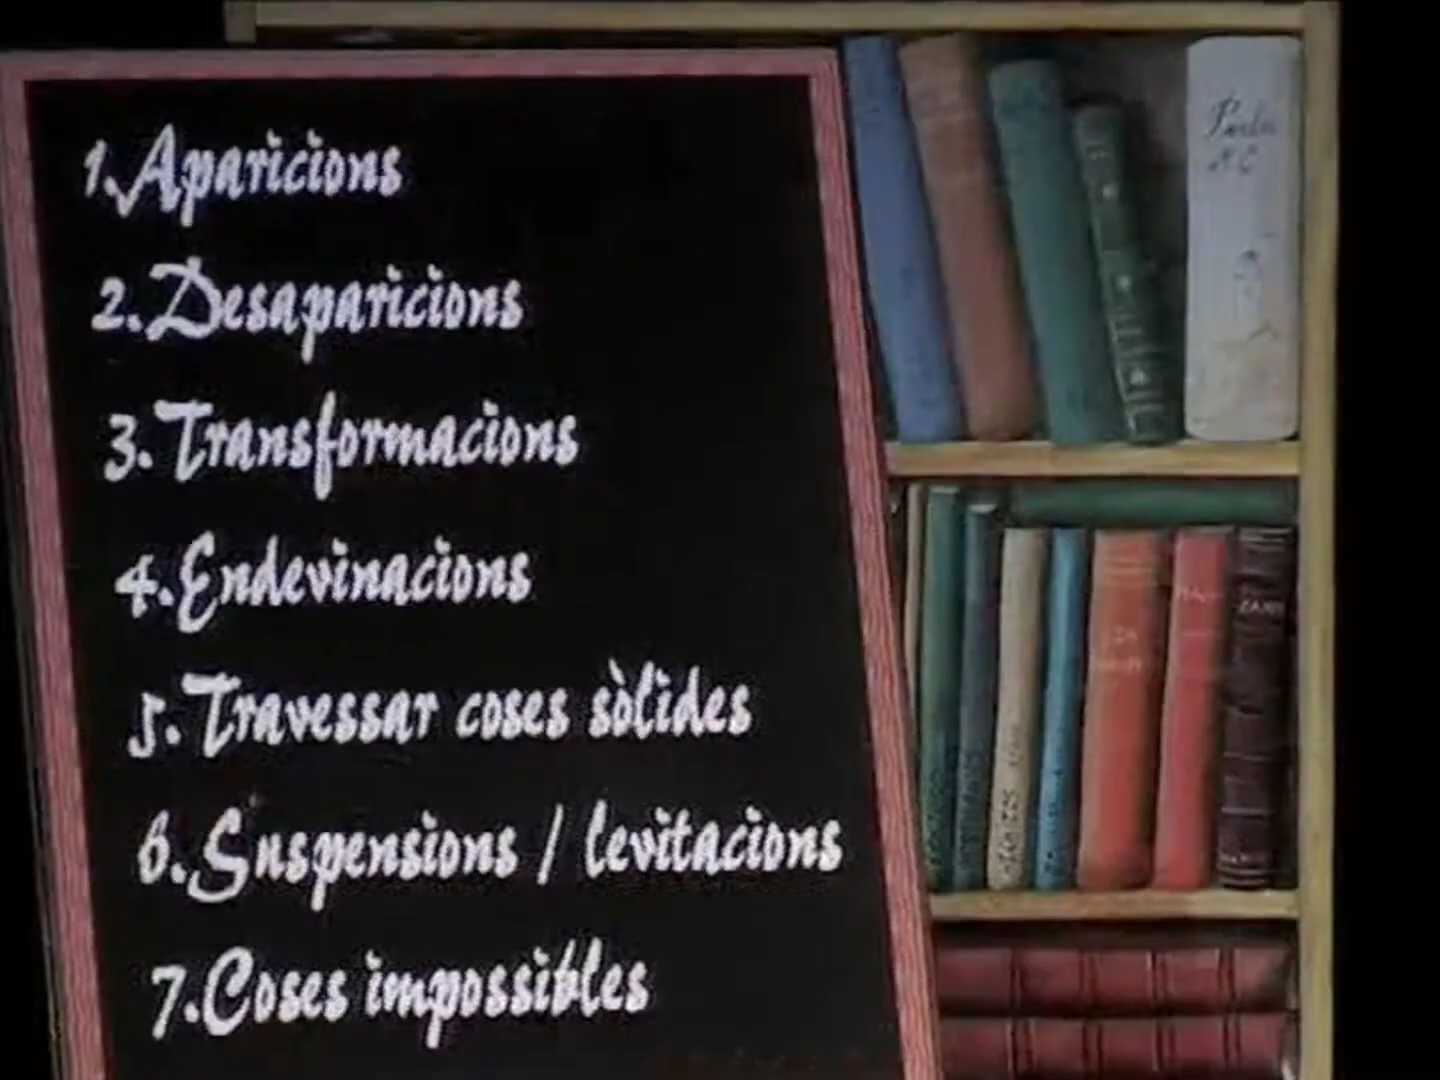 1. Aparicions
2. Desaparicions
3. Transformacions
4. Endevinacions
5. Travessar coses sòlides
6. Suspensions / levitacions
7. Coses impossibles